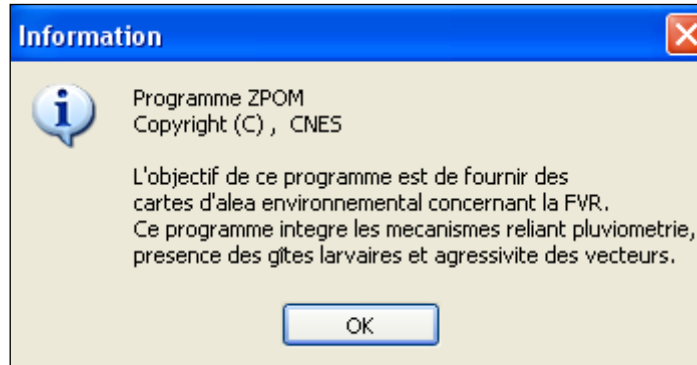 Information
Programme ZPOM
Copyright (C) , CNES
L'objectif de ce programme est de fournir des
cartes d'alea environnemental concernant la FVR.
Ce programme integre les mecanismes reliant pluviometrie,
presence des gîtes larvaires et agressivite des vecteurs.
OK